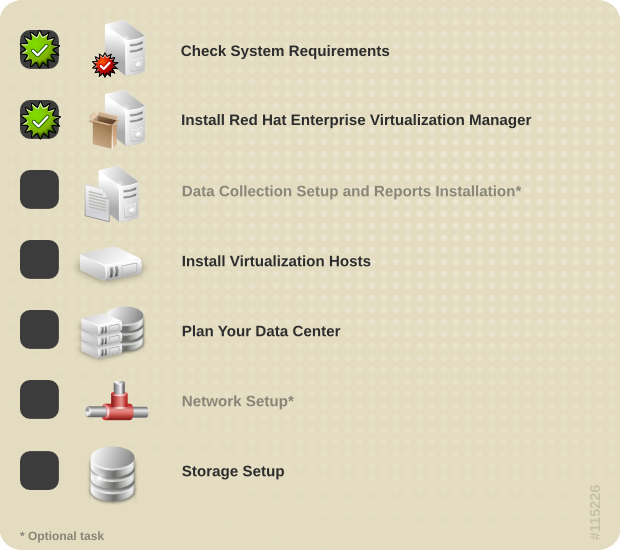 Check System Requirements
Install Red Hat Enterprise Virtualization Manager
Data Collection Setup and Reports Installation*
Install Virtualization Hosts
Plan Your Data Center
Network Setup*
Storage Setup
* Optional task
#115226